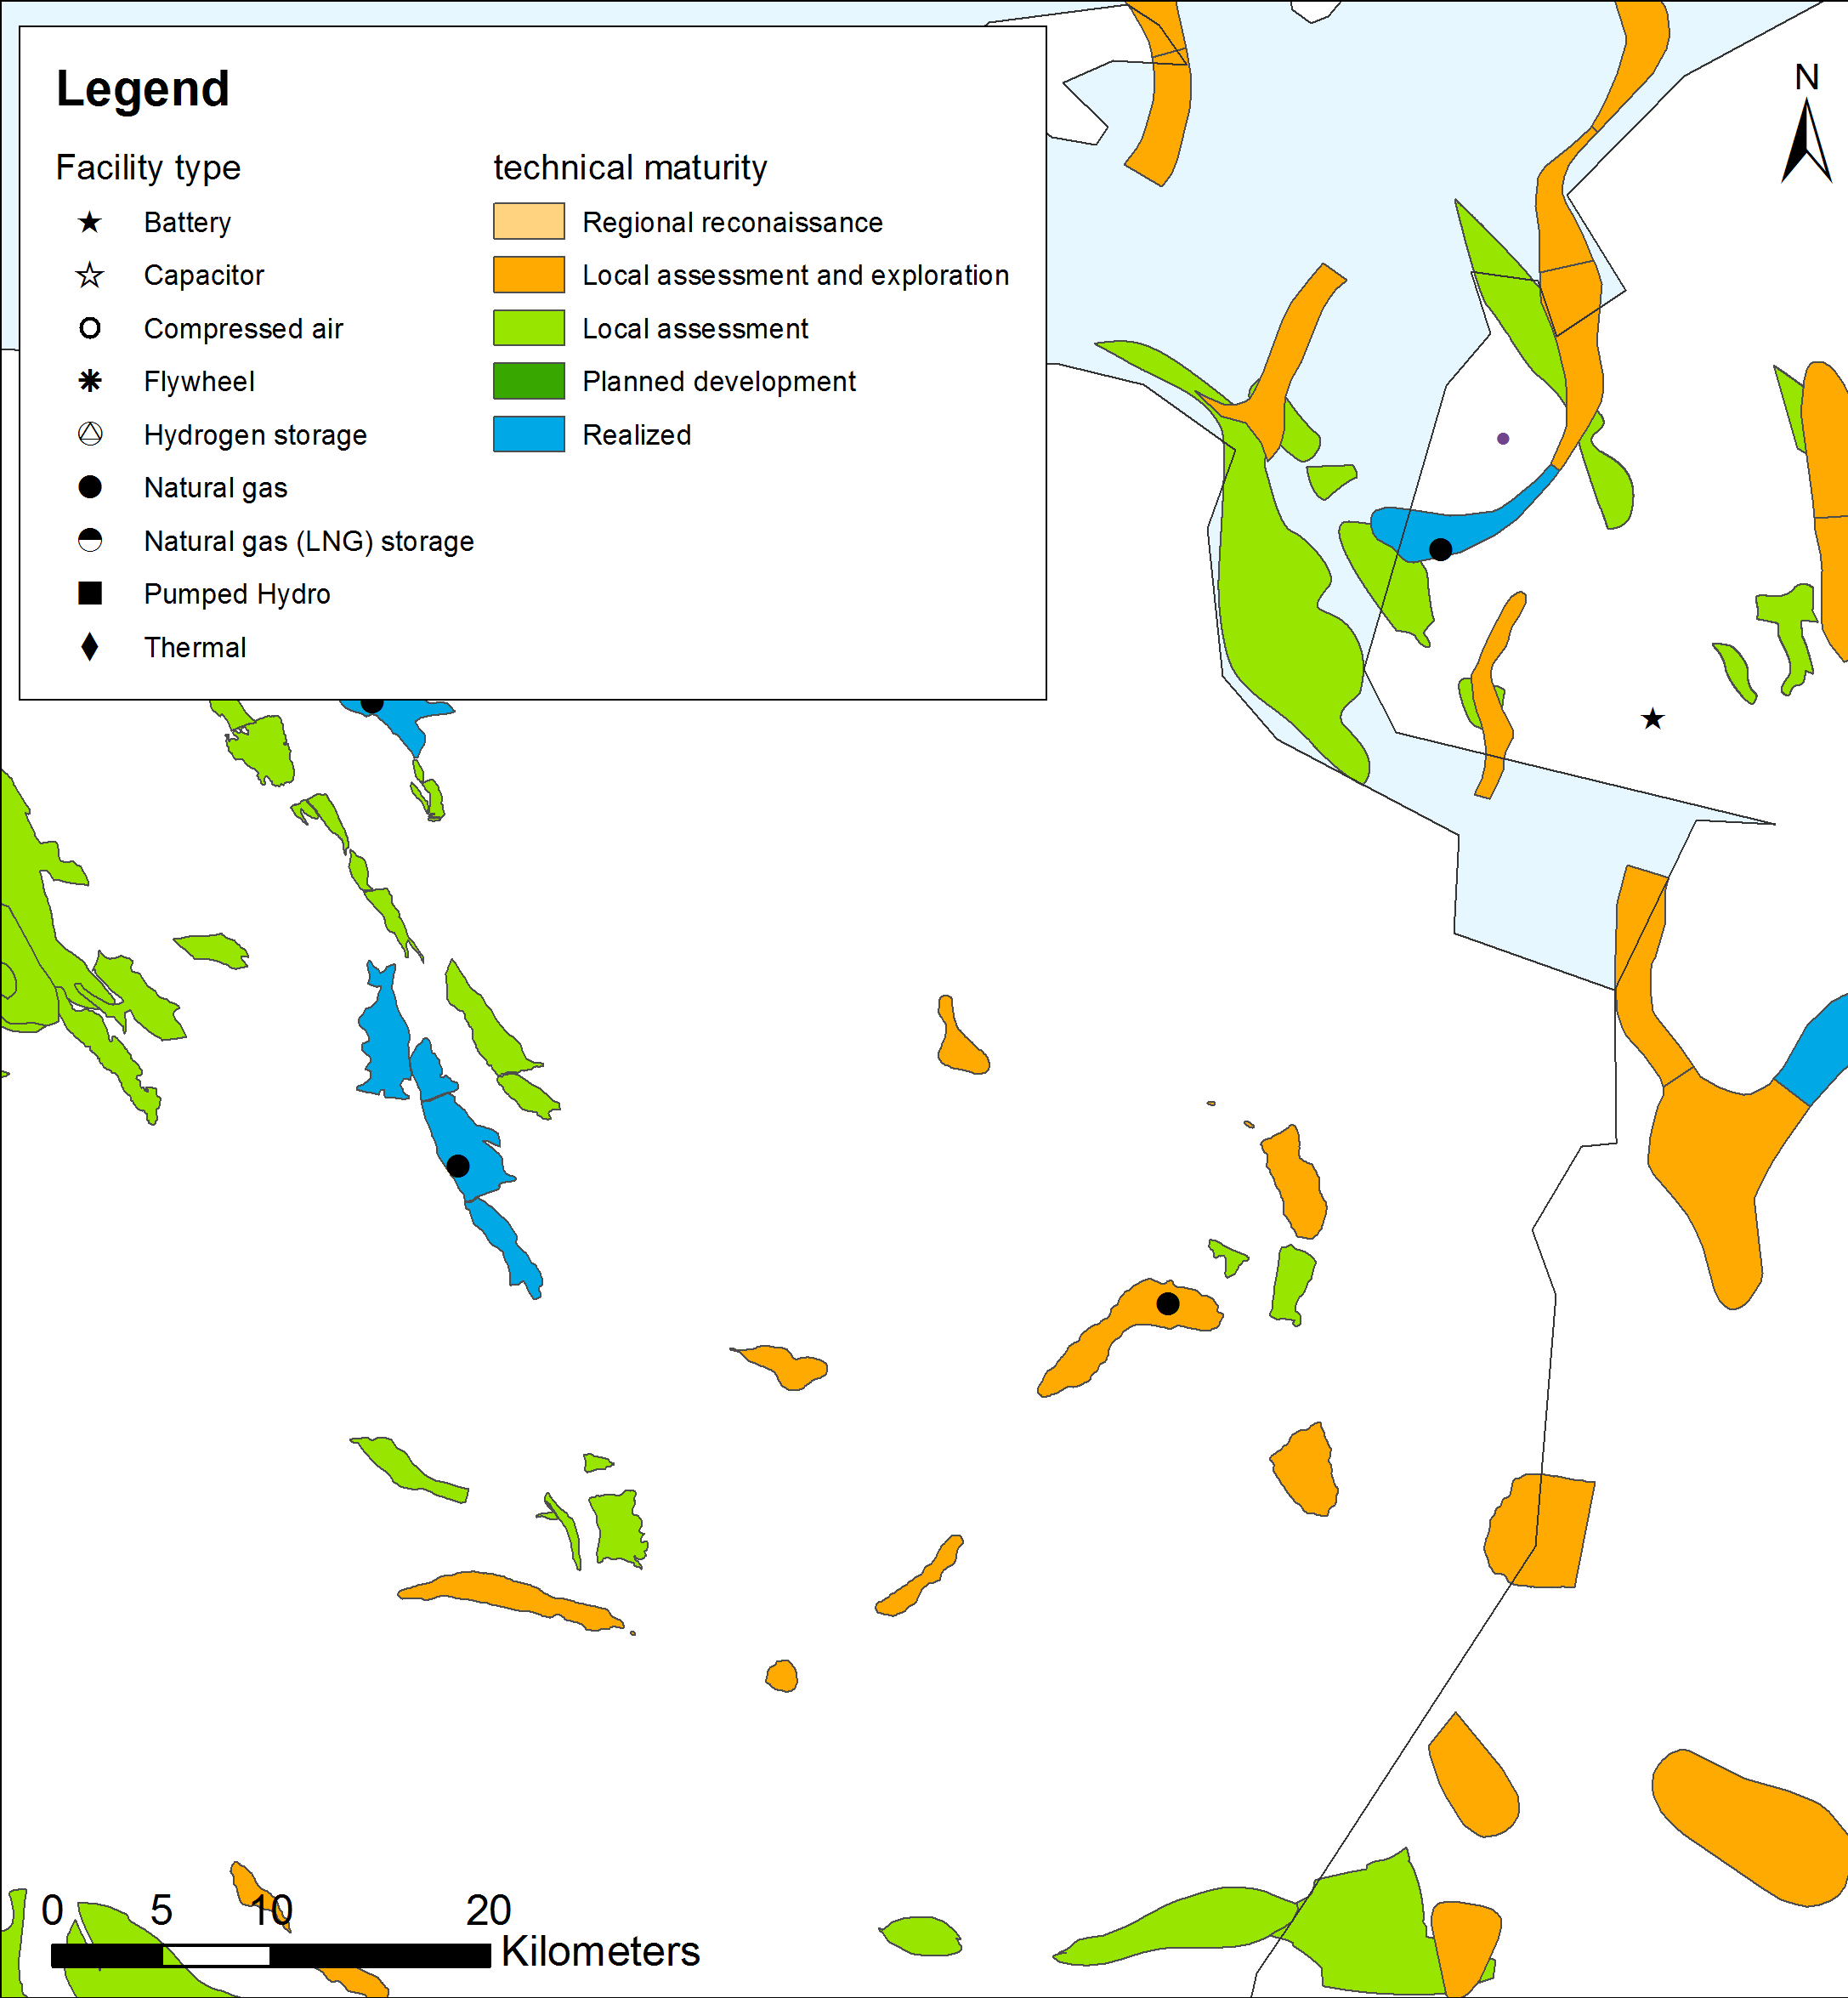 Legend
Facility type
Battery
Capacitor
Compressed air
Flywheel
Hydrogen storage
Natural gas
Natural gas (LNG) storage
Pumped Hydro
Thermal
technical maturity
Regional reconaissance
Local assessment and exploration
Local assessment
Planned development
Realized
N
0 5 10 20
Kilometers